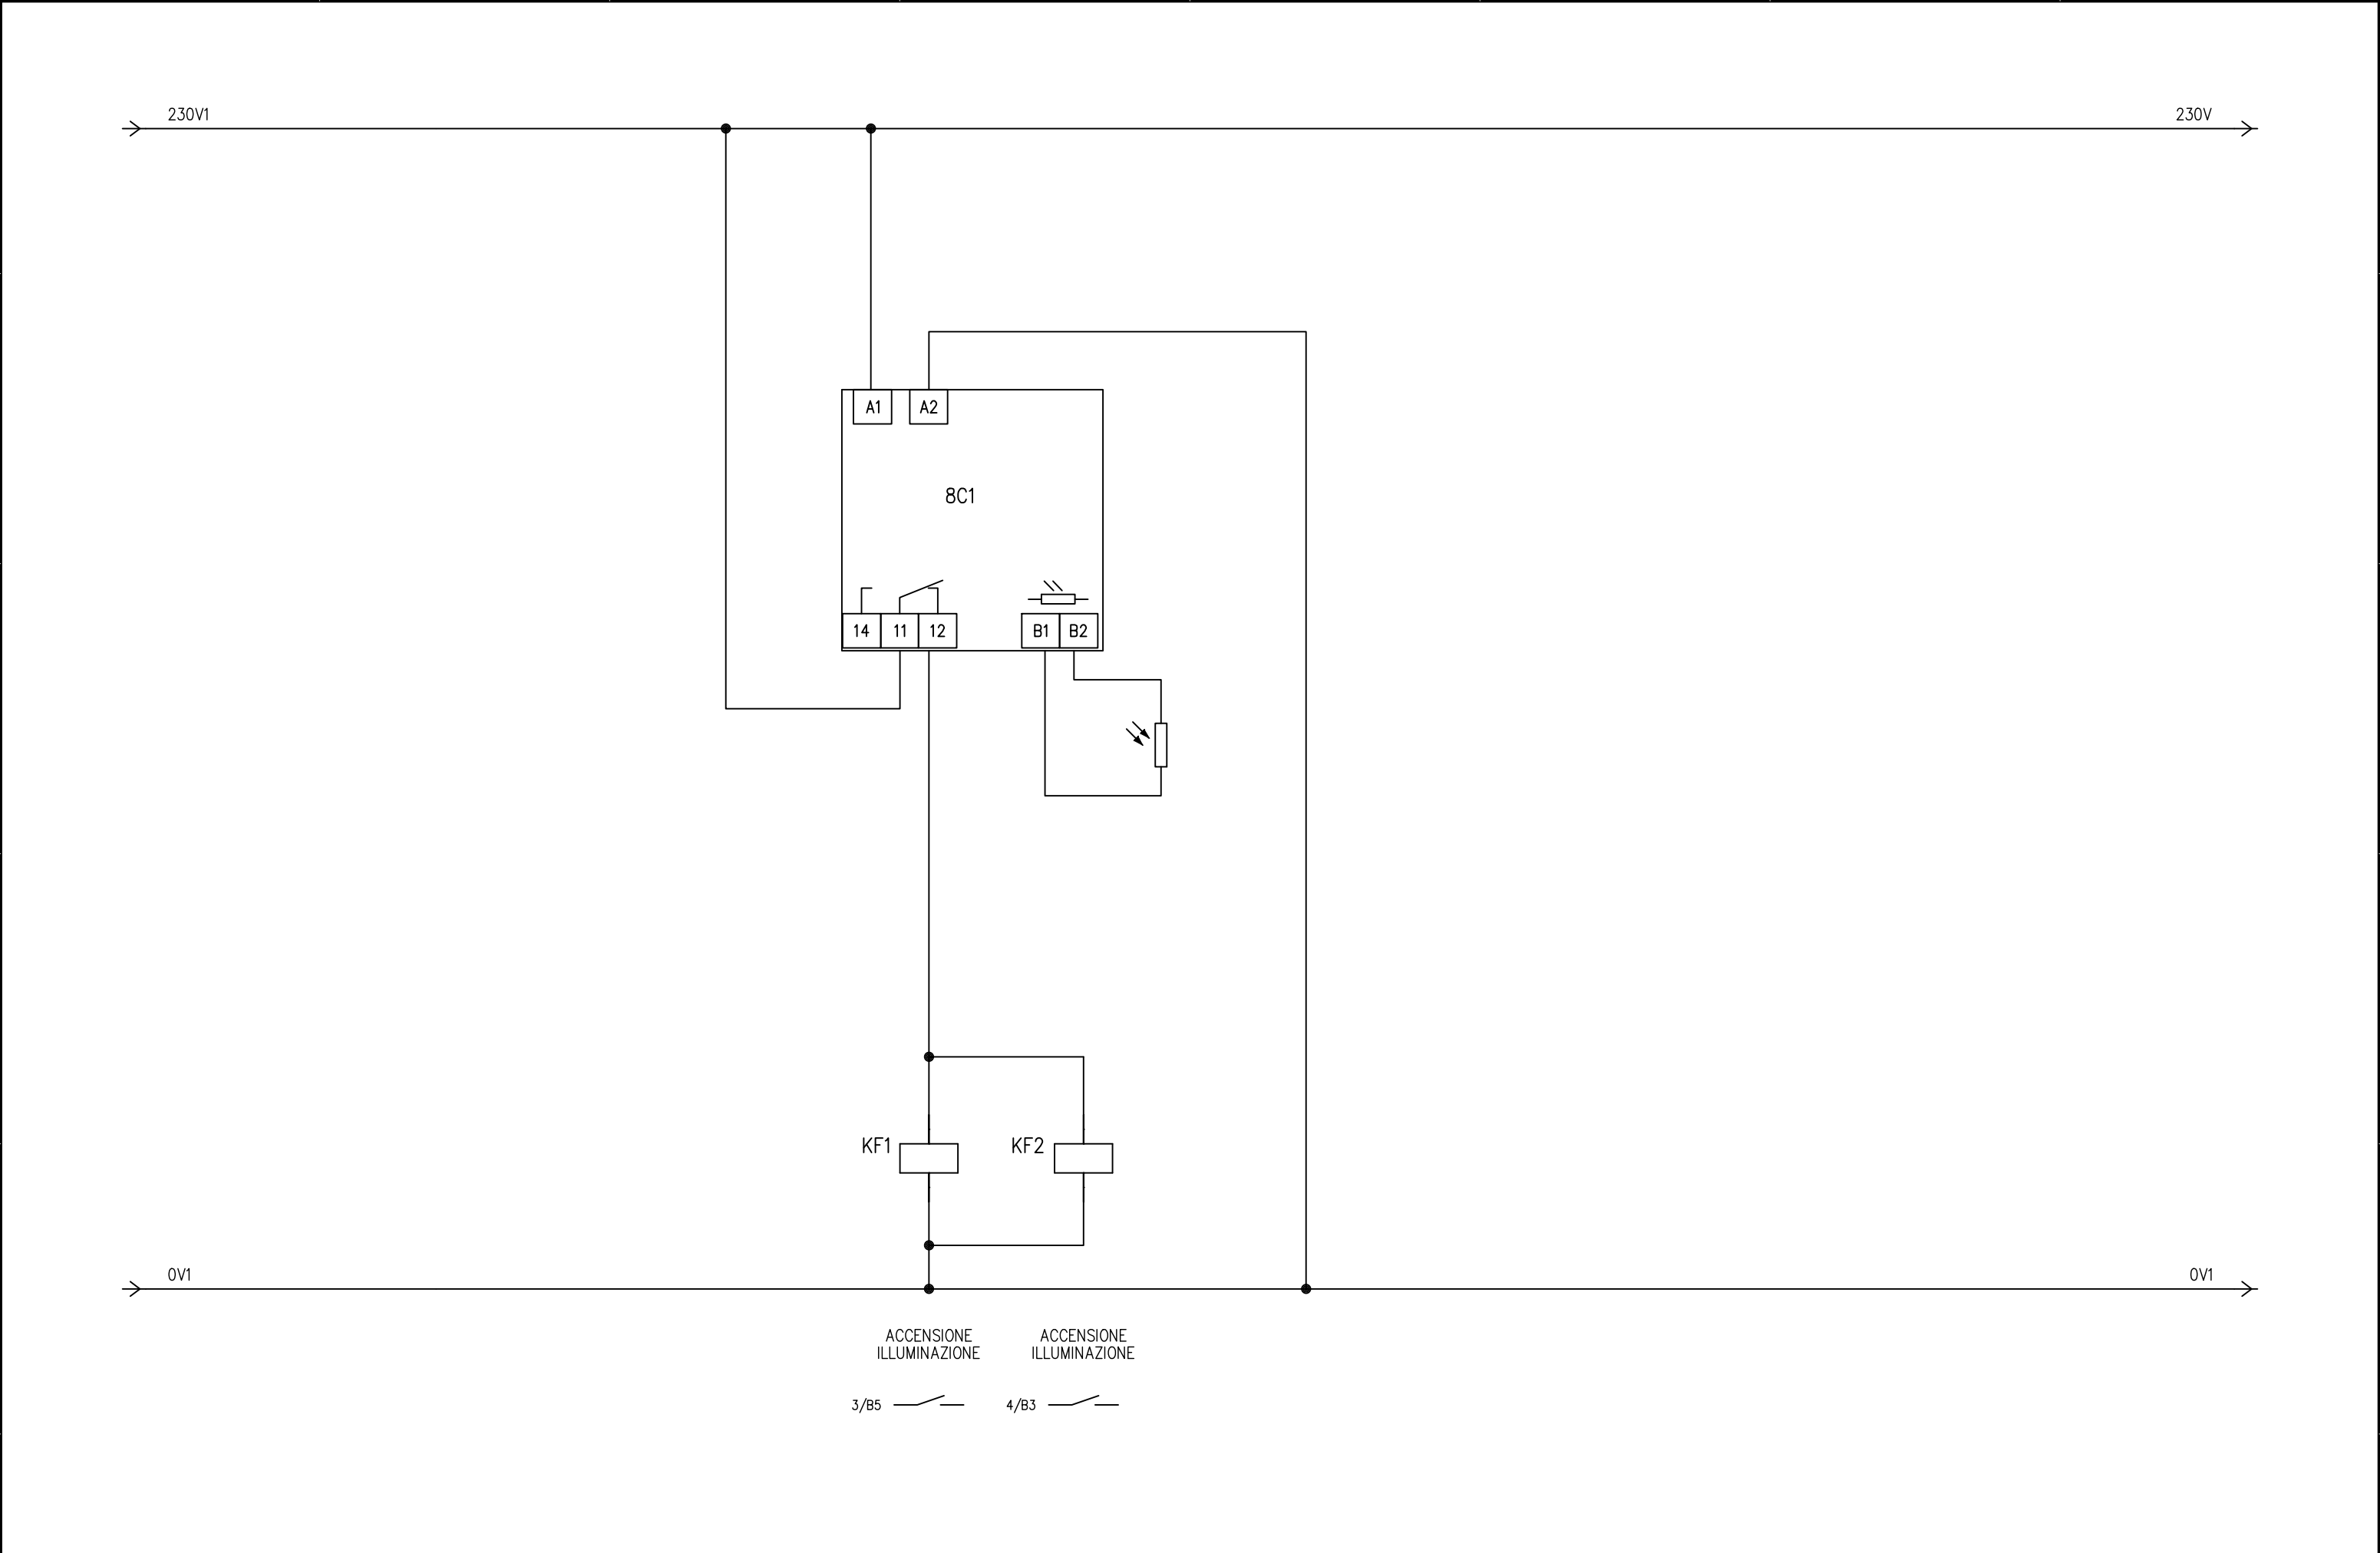 230V1
230V
A1 A2
8C1
14 11 12 B1 B2
KF1 KF2
0V1
0V1
ACCENSIONE
ILLUMINAZIONE
ACCENSIONE
ILLUMINAZIONE
3/B5
4/B3